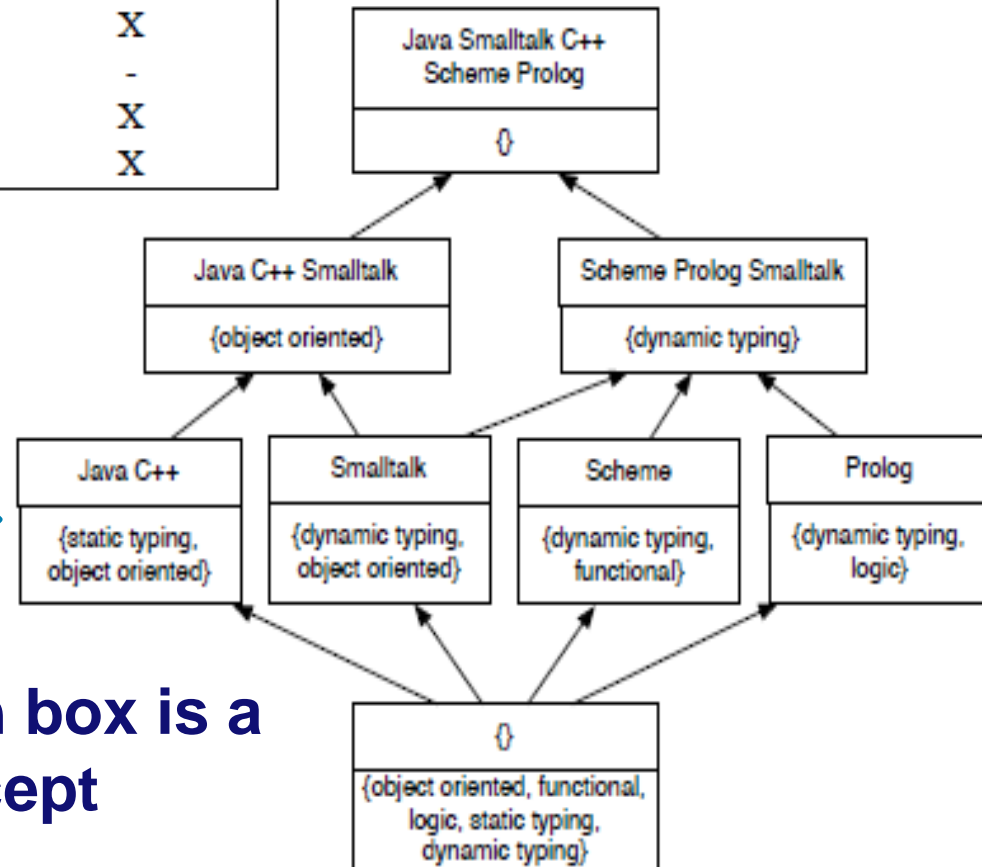 X
-
X
X
Java Smalltalk C++
Scheme Prolog
{}
Java C++ Smalltalk
{object oriented}
Scheme Prolog Smalltalk
{dynamic typing}
Java C++
{static typing,
object oriented}
Smalltalk
{dynamic typing,
object oriented}
Scheme
{dynamic typing,
functional}
Prolog
{dynamic typing,
logic}
box is a
{}
{object oriented, functional,
logic, static typing,
dynamic typing}